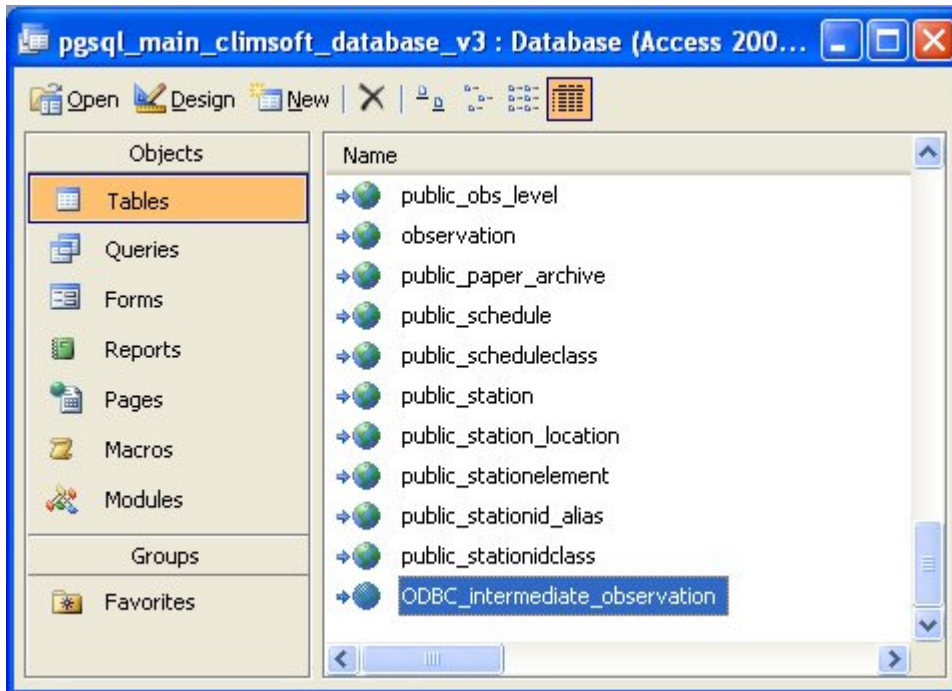 pgsql_main_climsoft_database_v3 : Database (Access 200...
Open Design New
Objects
Tables
Queries
Forms
Reports
Pages
Macros
Modules
Groups
Favorites
Name
public_obs_level
observation
public_paper_archive
public_schedule
public_scheduleclass
public_station
public_station_location
public_stationelement
public_stationid_alias
public_stationidclass
ODBC_intermediate_observation